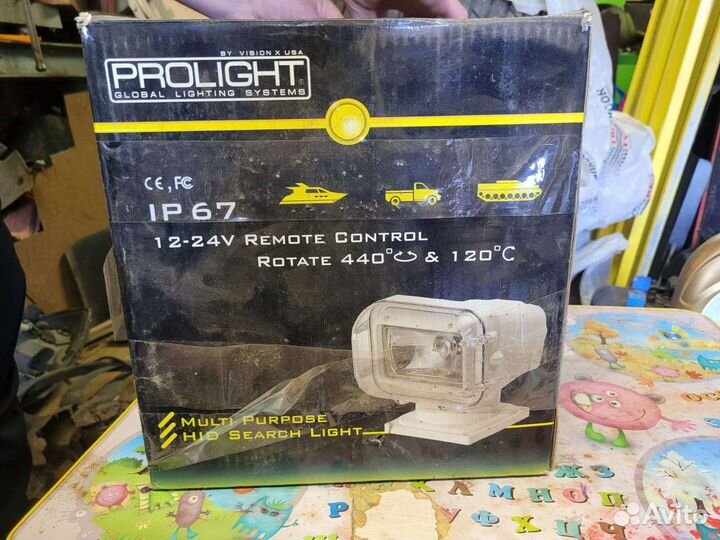 BY VISION X USA
PROLIGHT®
GLOBAL LIGHTING SYSTEMS
CE, FC
IP 67
12-24V REMOTE CONTROL
ROTATE 440° & 120°
MULTI PURPOSE
HID SEARCH LIGHT
Ж З
К Л М Н О П
У Ф Х Ц Ч
Avito